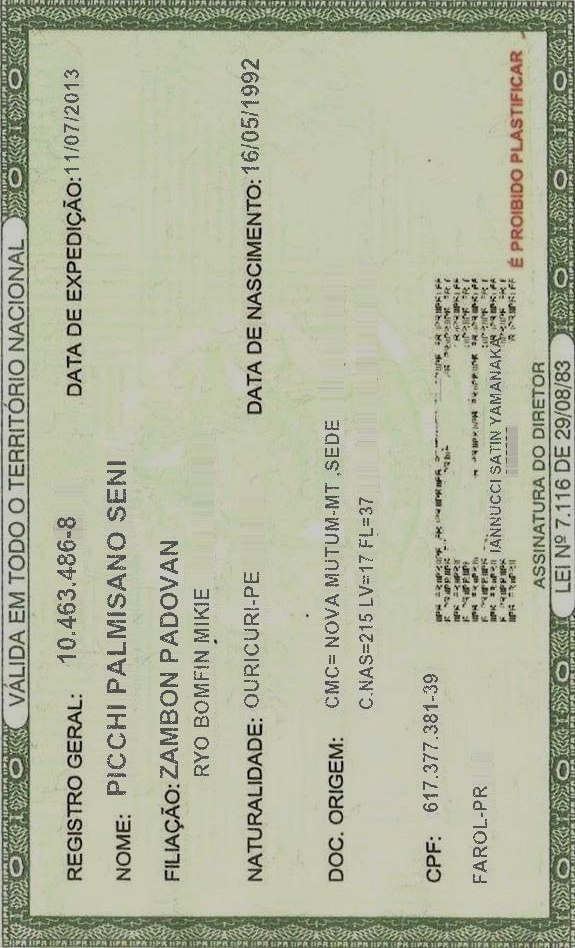 VÁLIDA EM TODO O TERRITÓRIO NACIONAL
REGISTRO GERAL: 10.463.486-8 DATA DE EXPEDIÇÃO: 11/07/2013
NOME: PICCHI PALMISANO SENI
FILIAÇÃO: ZAMBON PADOVAN
RYO BOMFIN MIKIE
NATURALIDADE: OURICURI-PE DATA DE NASCIMENTO: 16/05/1992
DOC. ORIGEM: CMC= NOVA MUTUM-MT ,SEDE
C.NAS=215 LV=17 FL=37
CPF: 617.377.381-39
FAROL-PR
IANNUCCI SATIN YAMANAKA
ASSINATURA DO DIRETOR
É PROIBIDO PLASTIFICAR
LEI Nº 7.116 DE 29/08/83